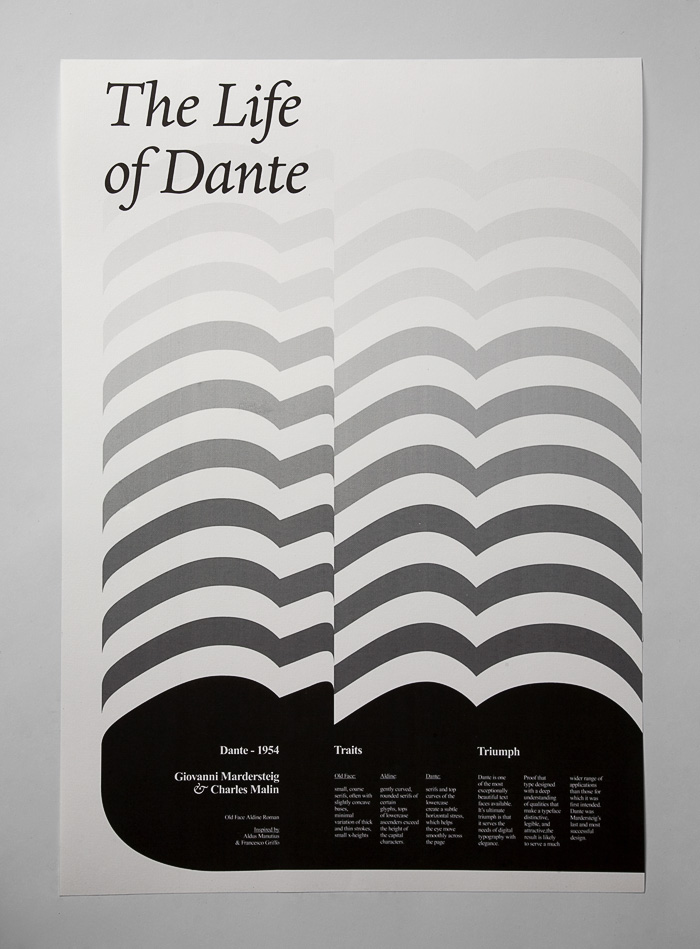 The Life
of Dante
Dante - 1954
Giovanni Mardersteig
& Charles Malin
Old Face Aldine Roman
Inspired by
Aldus Manutius
& Francesco Griffo
Traits
Old Face:
small, course
serifs, often with
slightly concave
bases,
minimal
variation of thick
and thin strokes,
small x-heights
Aldine:
gently curved,
rounded serifs of
certain
glyphs, tops
of lowercase
ascenders exceed
the height of
the capital
characters.
Dante:
serifs and top
curves of the
lowercase
create a subtle
horizantal stress,
which helps
the eye move
smoothly across
the page
Triumph
Dante is one
of the most
exceptionally
beautiful text
faces available.
It's ultimate
triumph is that
it serves the
needs of digital
typography with
elegance.
Proof that
type designed
with a deep
understanding
of qualities that
make a typeface
distinctive,
legible, and
attractive,the
result is likely
to serve a much
wider range of
applications
than those for
which it was
first intended.
Dante was
Mardersteig's
last and most
successful
design.